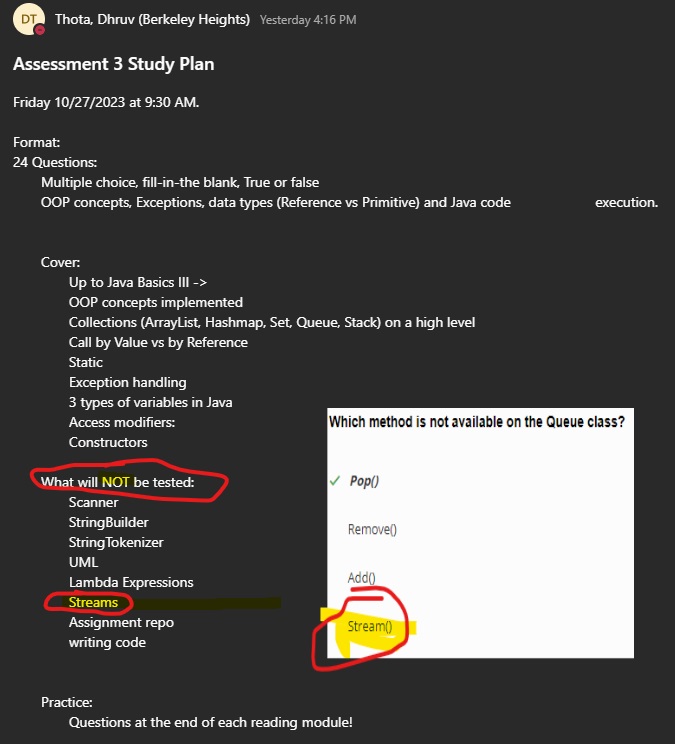 DT
Thota, Dhruv (Berkeley Heights) Yesterday 4:16 PM
Assessment 3 Study Plan
Friday 10/27/2023 at 9:30 AM.
Format:
24 Questions:
Multiple choice, fill-in-the blank, True or false
OOP concepts, Exceptions, data types (Reference vs Primitive) and Java code execution.
Cover:
Up to Java Basics III ->
OOP concepts implemented
Collections (ArrayList, Hashmap, Set, Queue, Stack) on a high level
Call by Value vs by Reference
Static
Exception handling
3 types of variables in Java
Access modifiers:
Constructors
What will NOT be tested:
Scanner
StringBuilder
StringTokenizer
UML
Lambda Expressions
Streams
Assignment repo
writing code
Which method is not available on the Queue class?
✓ Pop()
Remove()
Add()
Stream()
Practice:
Questions at the end of each reading module!